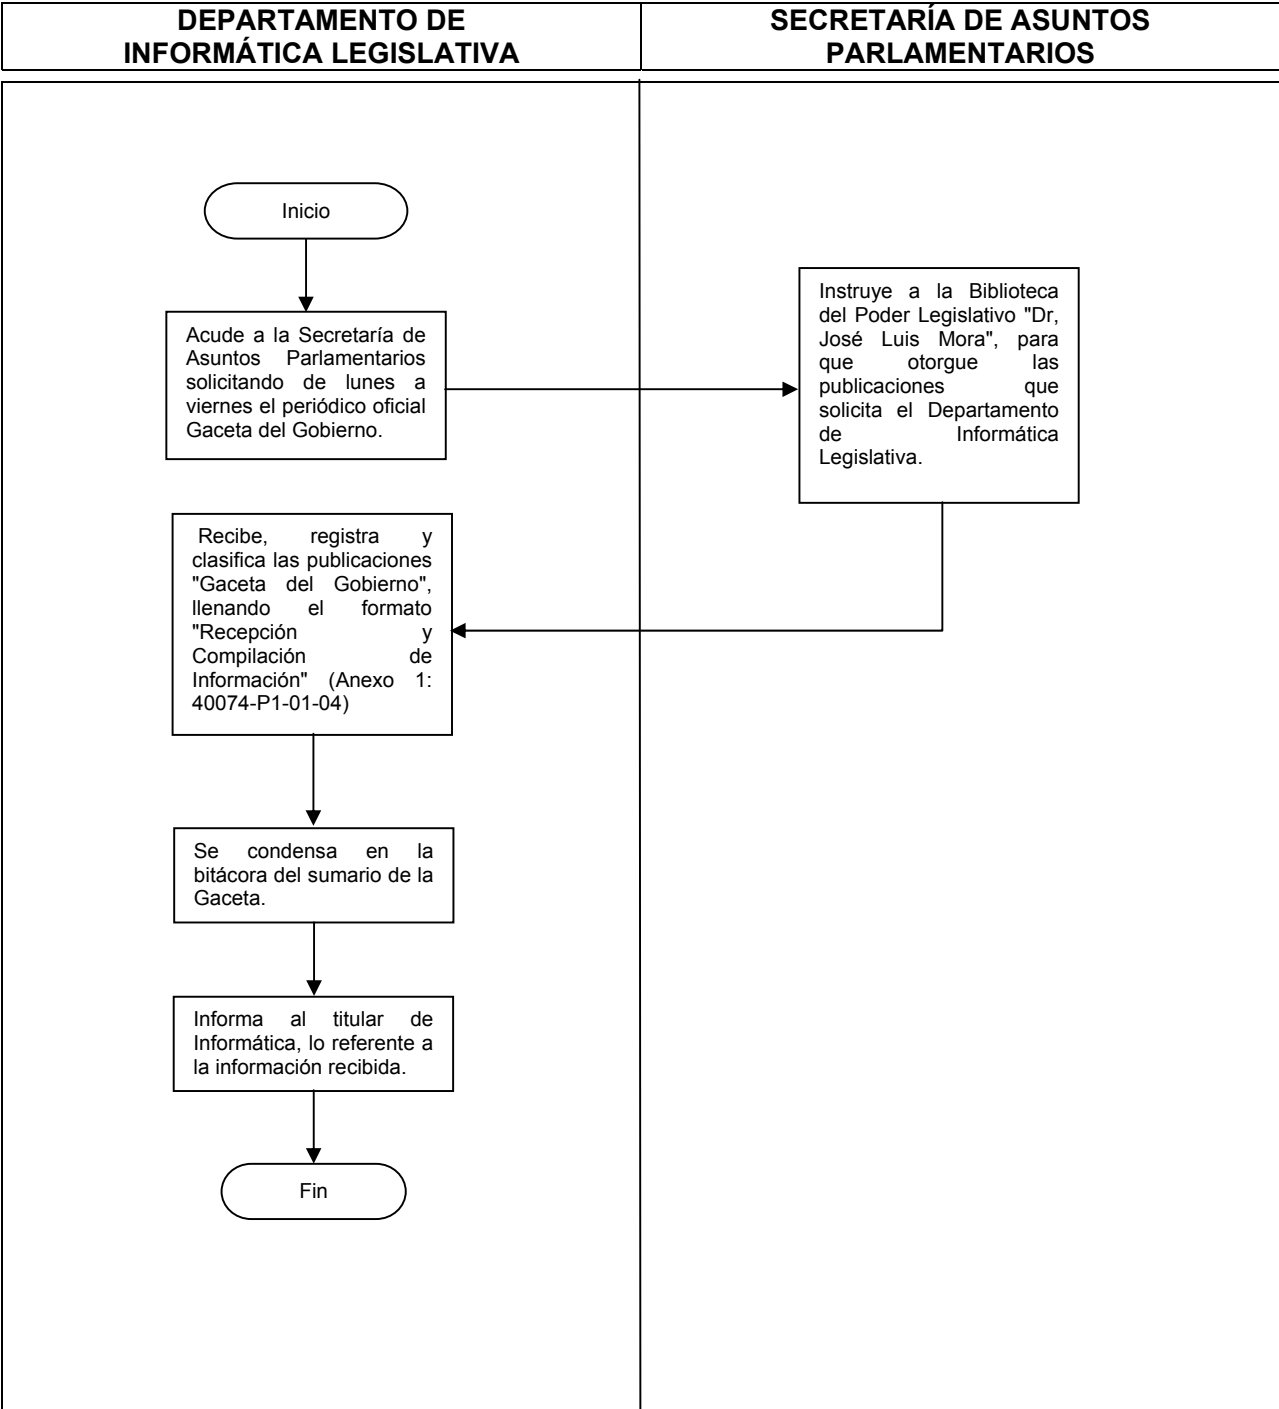 DEPARTAMENTO DE
INFORMÁTICA LEGISLATIVA
SECRETARÍA DE ASUNTOS
PARLAMENTARIOS
Inicio
Acude a la Secretaría de
Asuntos Parlamentarios
solicitando de lunes a
viernes el periódico oficial
Gaceta del Gobierno.
Instruye a la Biblioteca
del Poder Legislativo "Dr,
José Luis Mora", para
que otorgue las
publicaciones que
solicita el Departamento
de Informática
Legislativa.
Recibe, registra y
clasifica las publicaciones
"Gaceta del Gobierno",
llenando el formato
"Recepción y
Compilación de
Información" (Anexo 1:
40074-P1-01-04)
Se condensa en la
bitácora del sumario de la
Gaceta.
Informa al titular de
Informática, lo referente a
la información recibida.
Fin